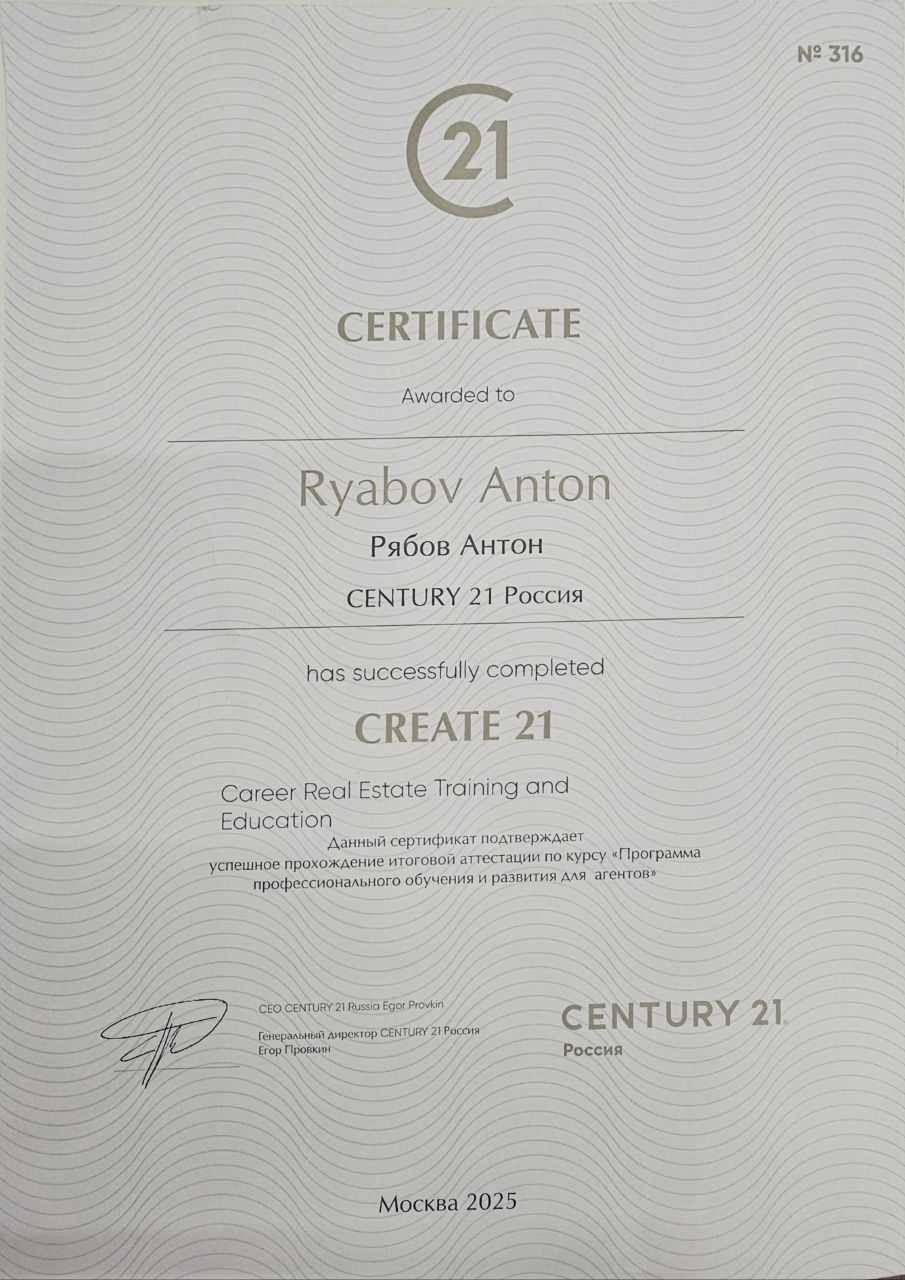 № 316
C21
CERTIFICATE
Awarded to
Ryabov Anton
Рябов Антон
CENTURY 21 Россия
has successfully completed
CREATE 21
Career Real Estate Training and
Education
Данный сертификат подтверждает
успешное прохождение итоговой аттестации по курсу «Программа
профессионального обучения и развития для агентов»
CEO CENTURY 21 Russia Egor Provkin
Генеральный директор CENTURY 21 Россия
Егор Провкин
CENTURY 21
Россия
Москва 2025